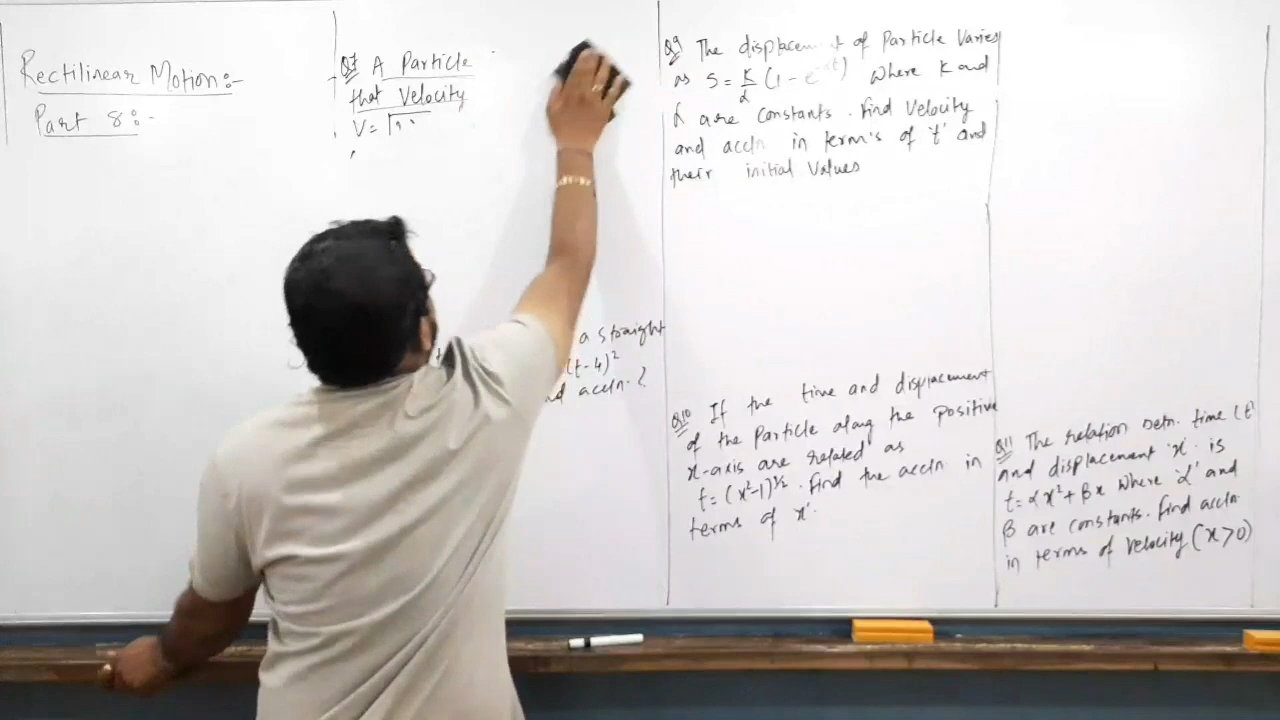 Rectilinear Motion:-
Part 8:-
Q7 A Particle
that Velocity
V = √
a straight
(t-4)²
accln. ?
Q9 The displacem t of Particle Varies
as S = K/α (1 - e^-αt) Where K and
α are constants. Find Velocity
and accln in term's of 't' and
their initial Values
Q10 If the time and displacement
of the Particle along the Positive
x-axis are related as
t = (x²-1)^1/2. Find the accln in
terms of 'x'.
Q11 The relation betn. time (t)
and displacement 'x' is
t = αx² + βx Where 'α' and
β are constants. Find accln
in terms of Velocity (x>0)